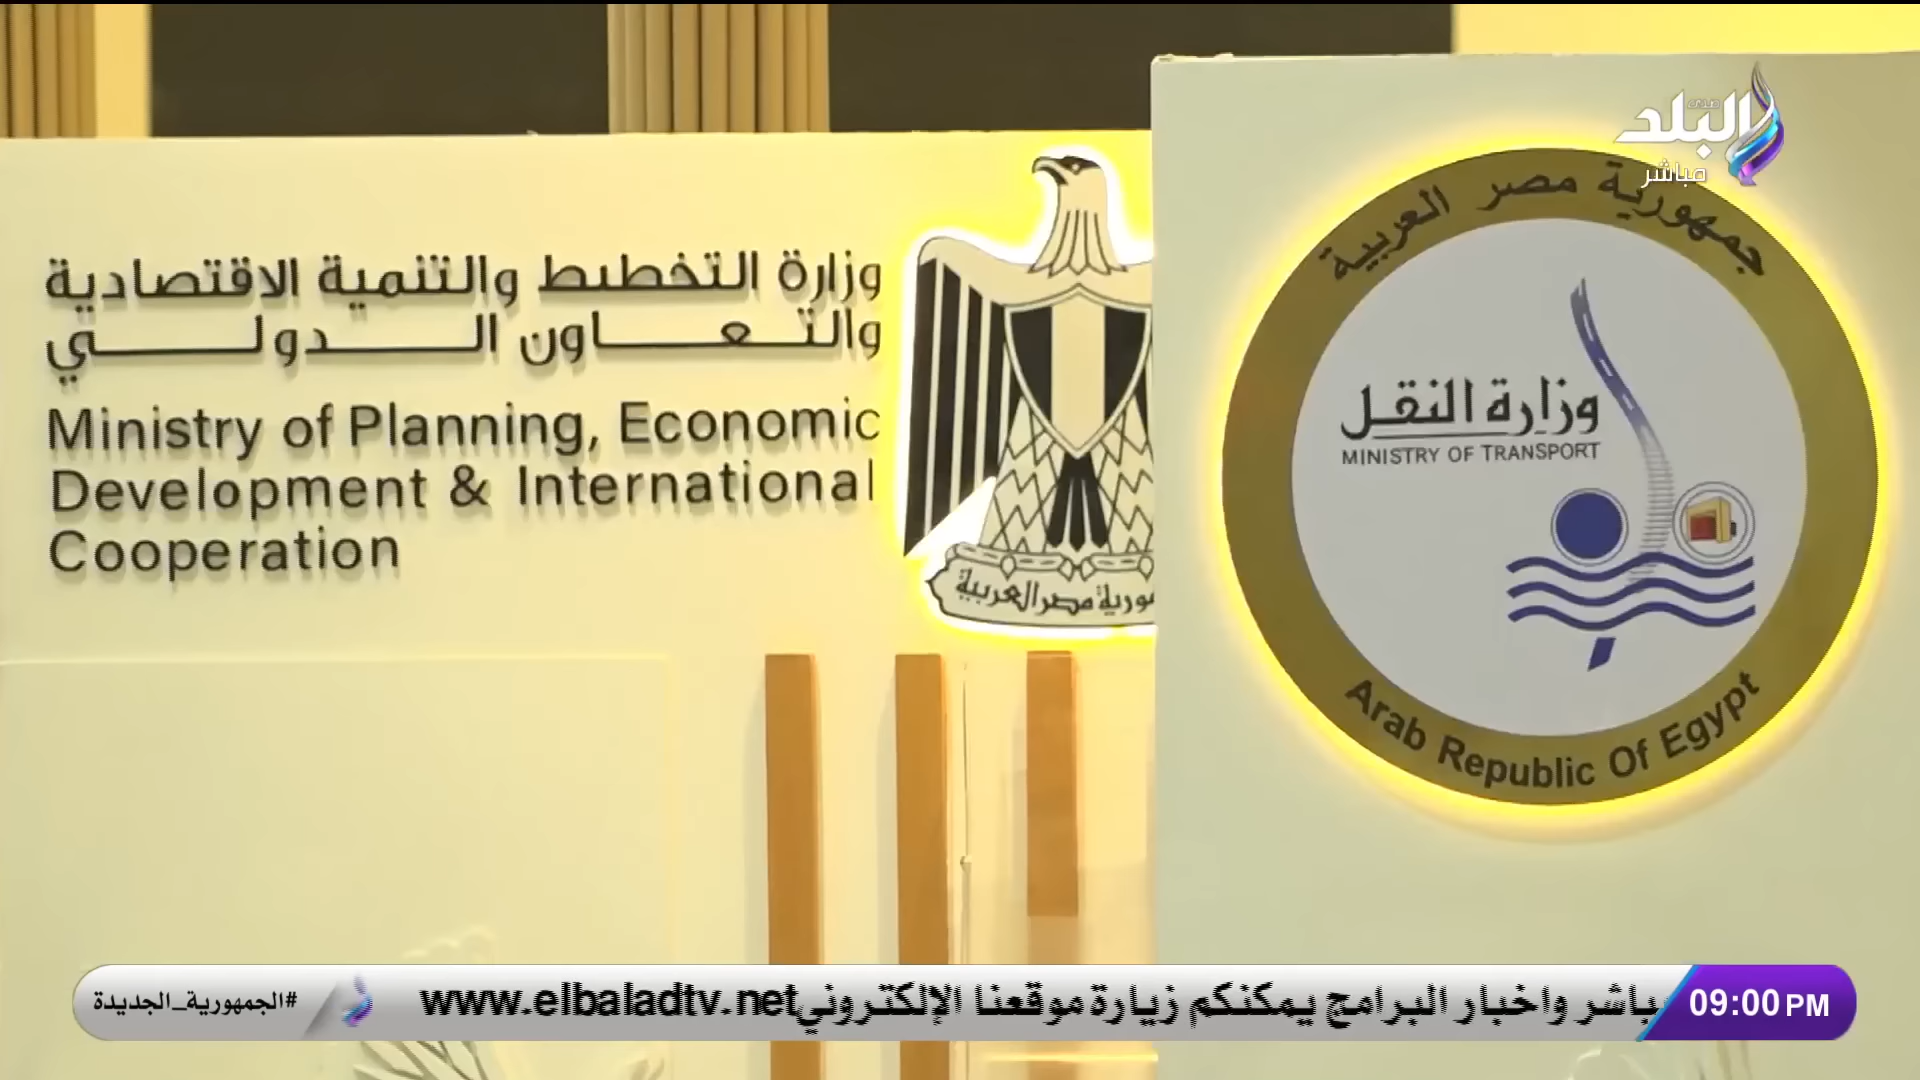 صدى
البلد
مباشر
وزارة التخطيط والتنمية الاقتصادية
والتعاون الدولي
Ministry of Planning, Economic
Development & International
Cooperation
جمهورية مصر العربية
جمهورية مصر العربية
وزارة النقل
MINISTRY OF TRANSPORT
Arab Republic Of Egypt
09:00 PM
مباشر واخبار البرامج يمكنكم زيارة موقعنا الإلكتروني www.elbaladtv.net
#الجمهورية_الجديدة